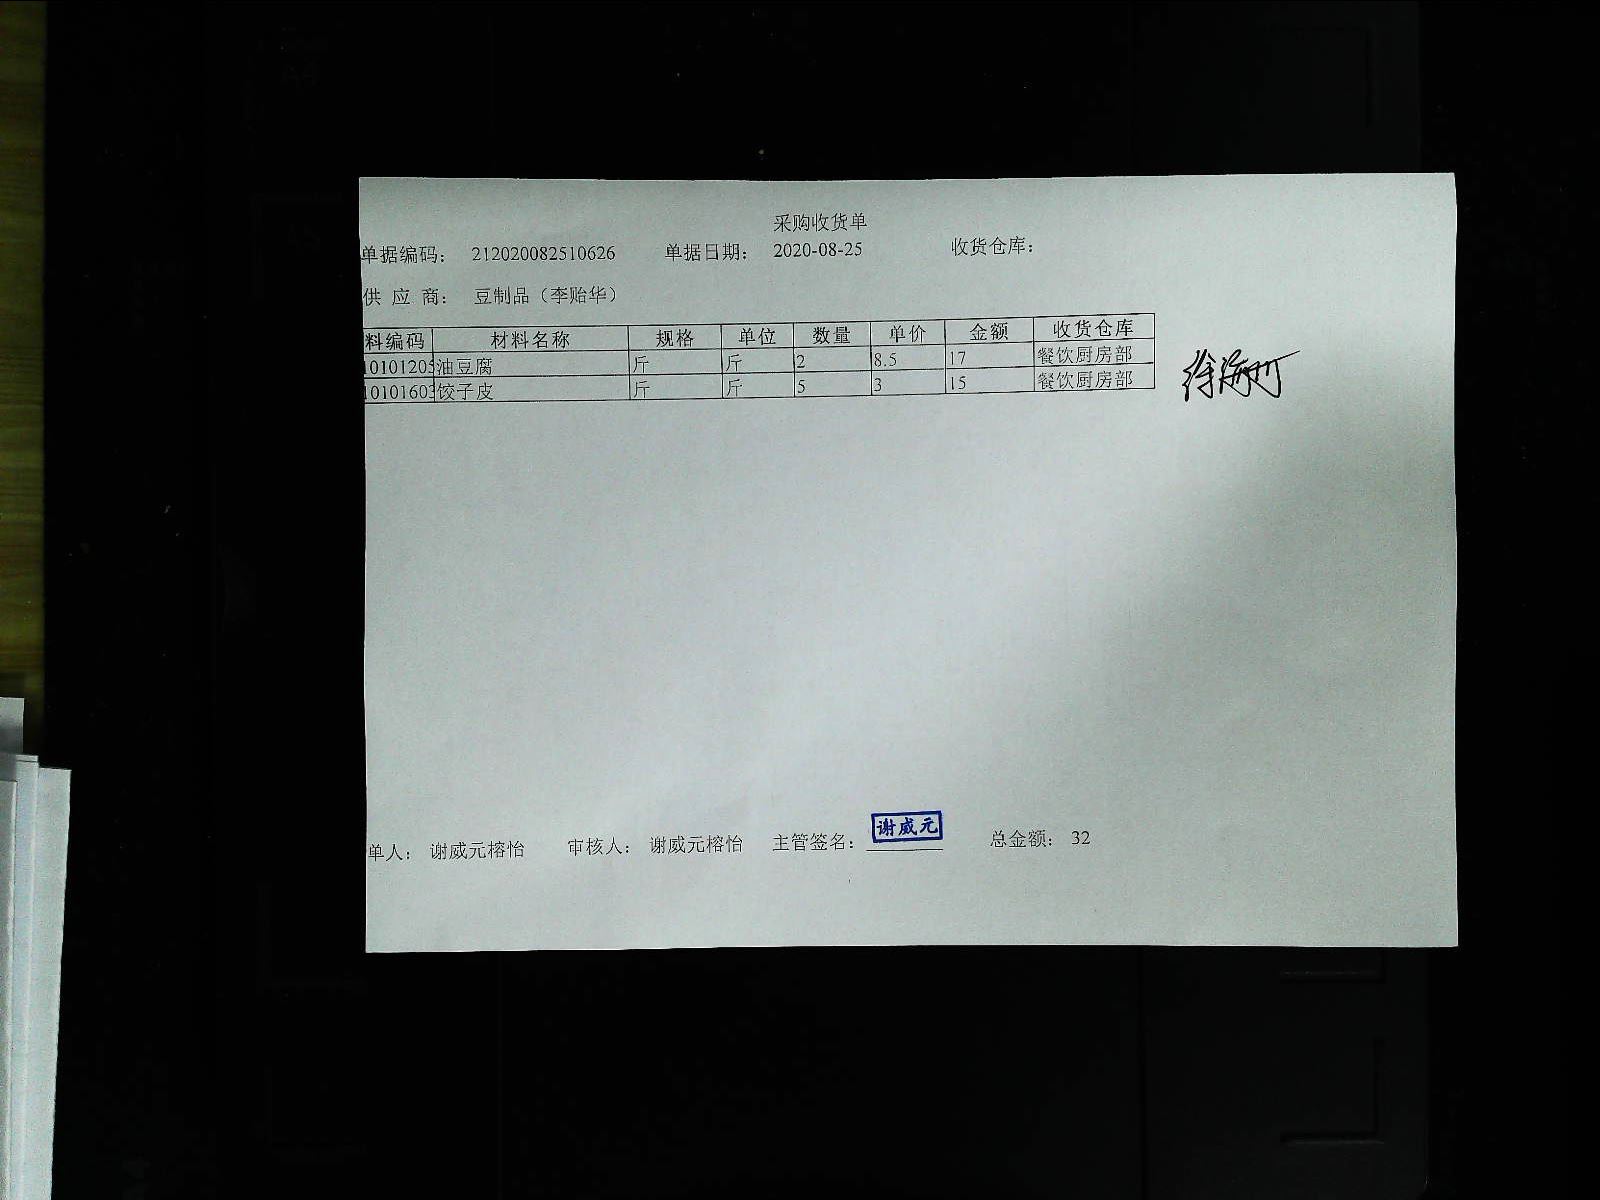 采购收货单
单据编码： 212020082510626 单据日期： 2020-08-25 收货仓库：
供 应 商： 豆制品（李贻华）
料编码 材料名称 规格 单位 数量 单价 金额 收货仓库
10101205 油豆腐 斤 斤 2 8.5 17 餐饮厨房部
10101603 饺子皮 斤 斤 5 3 15 餐饮厨房部
单人： 谢威元榕怡 审核人： 谢威元榕怡 主管签名： 谢威元 总金额： 32